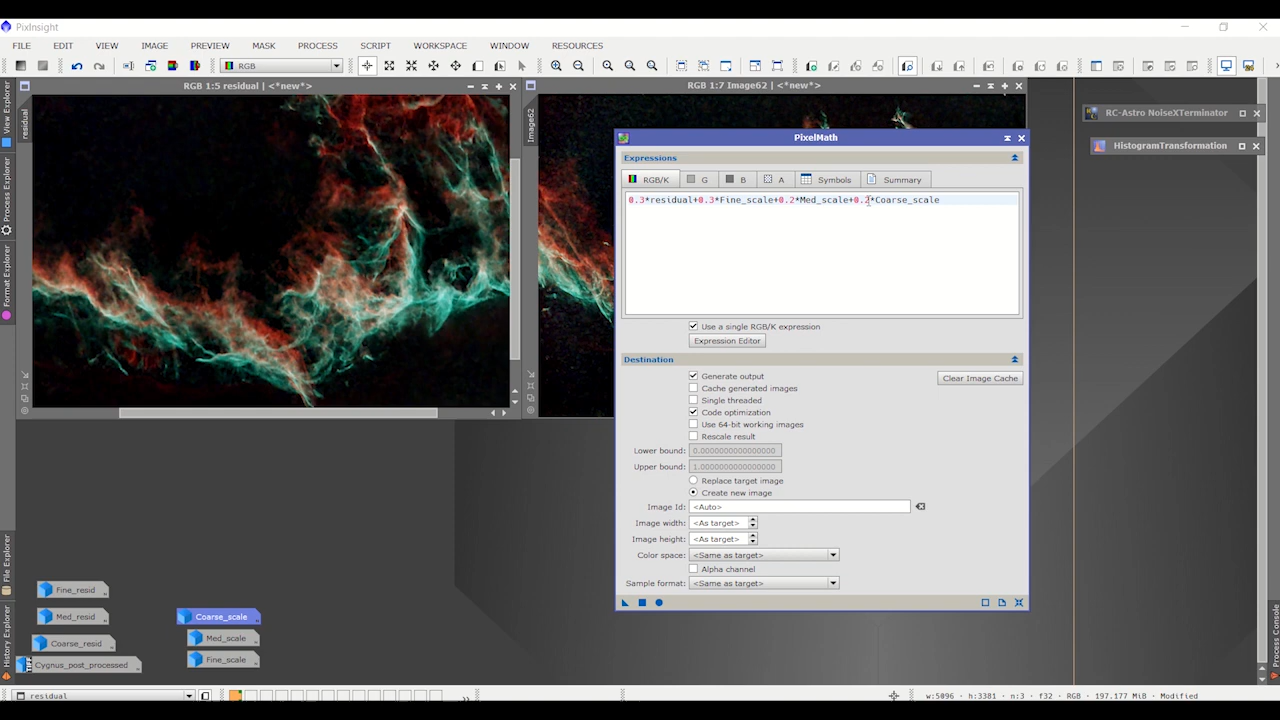 PixInsight
FILE EDIT VIEW IMAGE PREVIEW MASK PROCESS SCRIPT WORKSPACE WINDOW RESOURCES
RGB
RGB 1:5 residual | <*new*>
RGB 1:7 Image62 | <*new*>
residual
Image62
View Explorer
Process Explorer
Format Explorer
File Explorer
History Explorer
RC-Astro NoiseXTerminator
HistogramTransformation
PixelMath
Expressions
RGB/K G B A Symbols Summary
0.3*residual+0.3*Fine_scale+0.2*Med_scale+0.2*Coarse_scale
Use a single RGB/K expression
Expression Editor
Destination
Generate output
Clear Image Cache
Cache generated images
Single threaded
Code optimization
Use 64-bit working images
Rescale result
Lower bound: 0.0000000000000000
Upper bound: 1.0000000000000000
Replace target image
Create new image
Image Id: <Auto>
Image width: <As target>
Image height: <As target>
Color space: <Same as target>
Alpha channel
Sample format: <Same as target>
Fine_resid
Med_resid
Coarse_resid
Cygnus_post_processed
Coarse_scale
Med_scale
Fine_scale
Process Console
residual
w:5096 · h:3381 · n:3 · f32 · RGB · 197.177 MiB · Modified